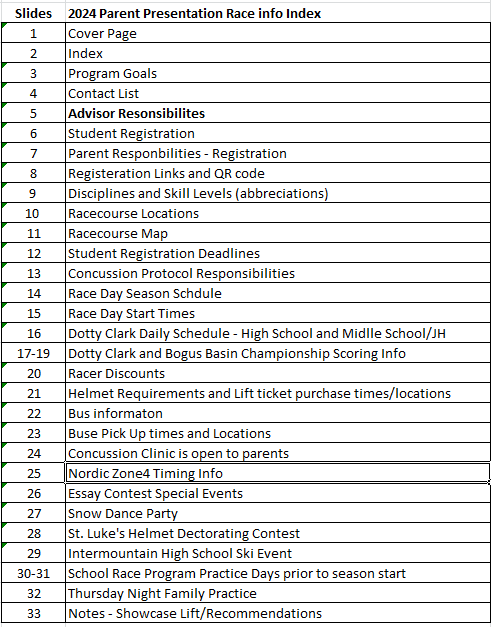 Slides 2024 Parent Presentation Race info Index
1 Cover Page
2 Index
3 Program Goals
4 Contact List
5 Advisor Resonsibilites
6 Student Registration
7 Parent Responbilities - Registration
8 Registeration Links and QR code
9 Disciplines and Skill Levels (abbreciations)
10 Racecourse Locations
11 Racecourse Map
12 Student Registration Deadlines
13 Concussion Protocol Responsibilities
14 Race Day Season Schdule
15 Race Day Start Times
16 Dotty Clark Daily Schedule - High School and Midlle School/JH
17-19 Dotty Clark and Bogus Basin Championship Scoring Info
20 Racer Discounts
21 Helmet Requirements and Lift ticket purchase times/locations
22 Bus informaton
23 Buse Pick Up times and Locations
24 Concussion Clinic is open to parents
25 Nordic Zone4 Timing Info
26 Essay Contest Special Events
27 Snow Dance Party
28 St. Luke's Helmet Dectorating Contest
29 Intermountain High School Ski Event
30-31 School Race Program Practice Days prior to season start
32 Thursday Night Family Practice
33 Notes - Showcase Lift/Recommendations